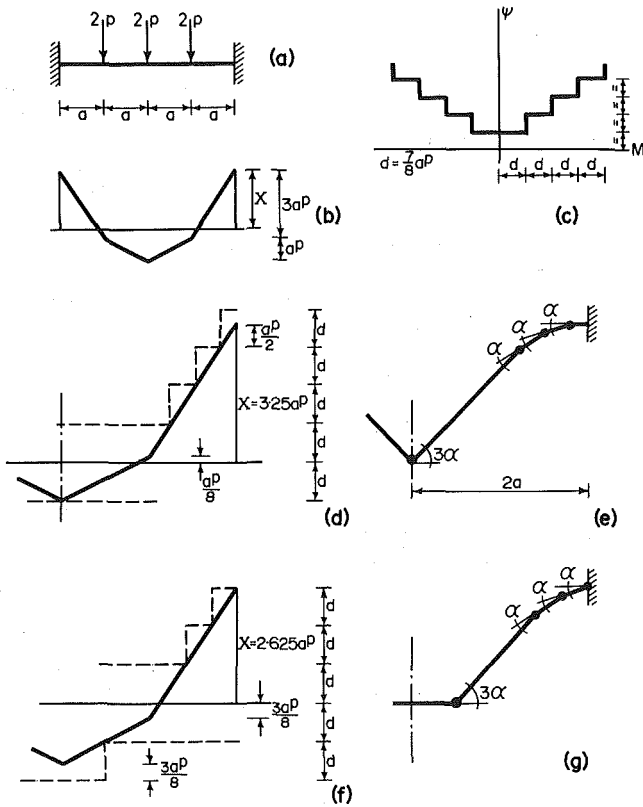 2P 2P 2P
(a)
a a a a
ψ
= = = =
M
d = 7/8 aP
d d d d
(c)
X
3aP
aP
(b)
aP/2
X=3·25aP
aP/8
d
d
d
d
d
(d)
α α α
3α
2a
(e)
X=2·625aP
3aP/8
3aP/8
d
d
d
d
d
(f)
α α α
3α
(g)